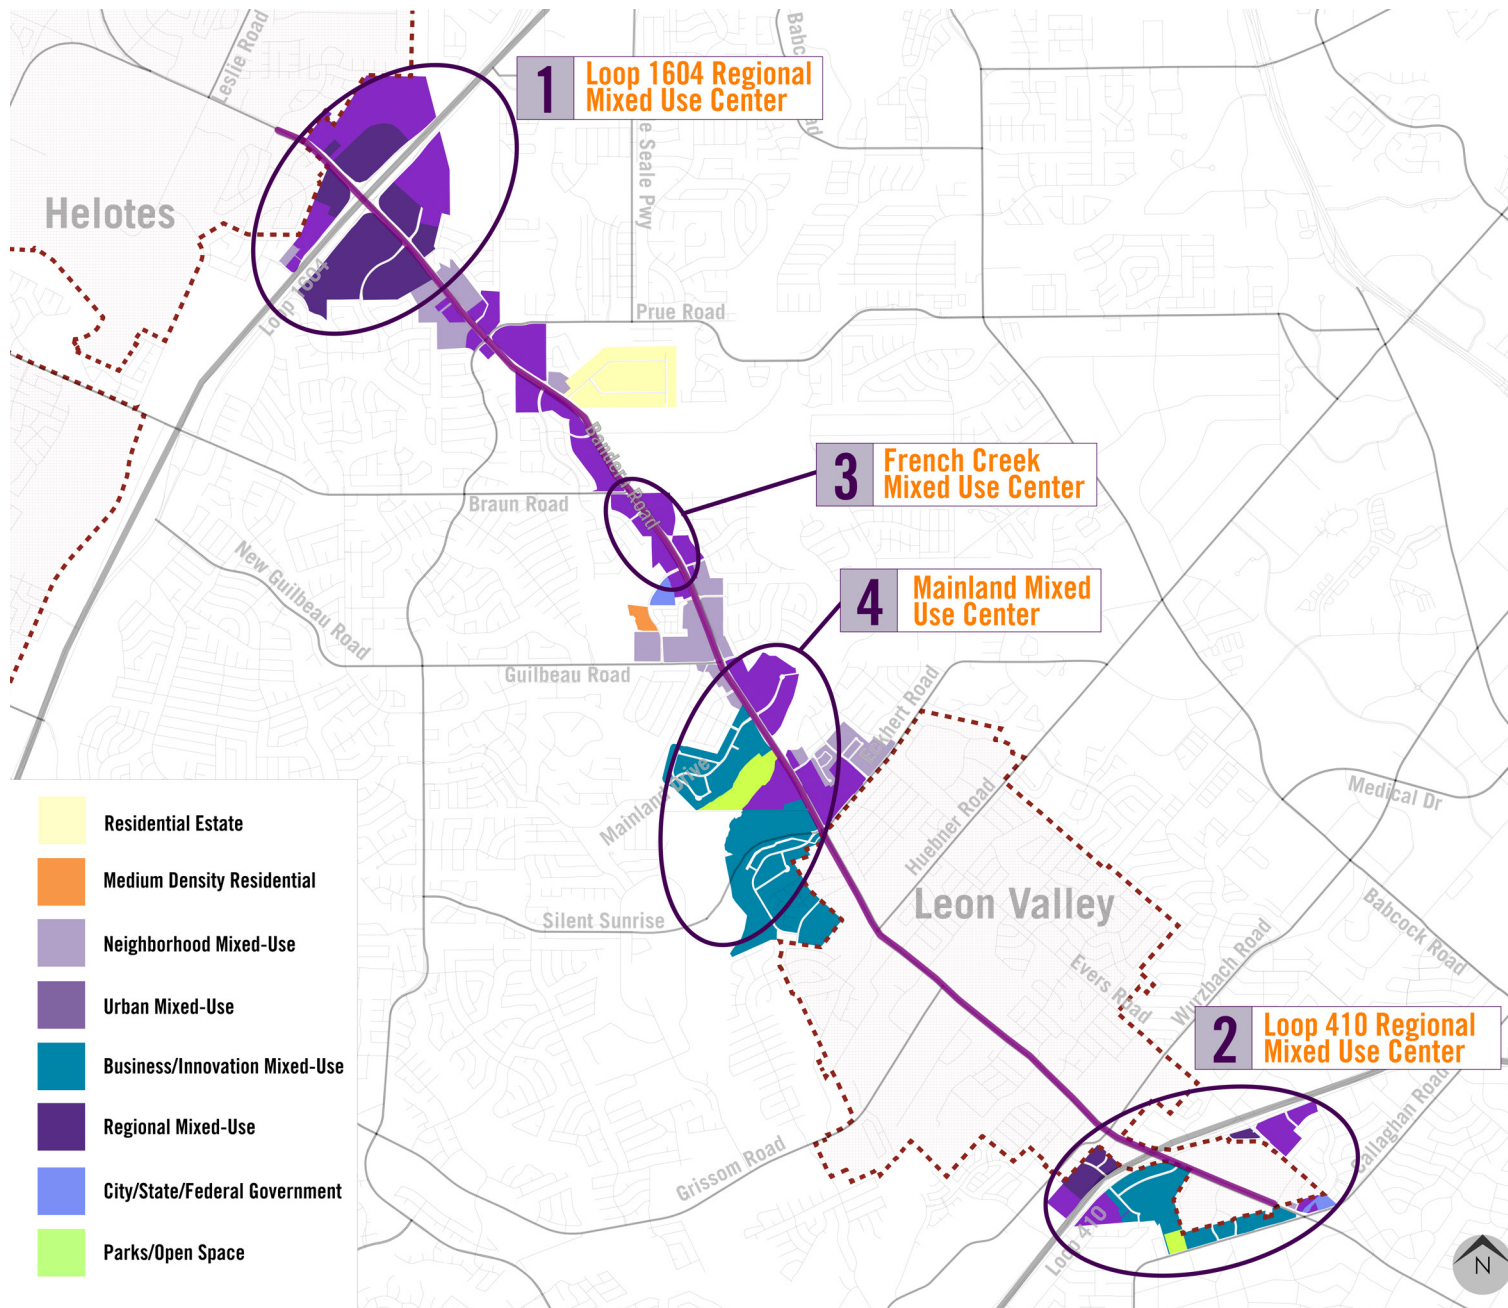 Leslie Road
Babcock Road
1
Loop 1604 Regional
Mixed Use Center
e Seale Pwy
Helotes
Loop 1604
Prue Road
Bandera Road
3
French Creek
Mixed Use Center
Braun Road
New Guilbeau Road
4
Mainland Mixed
Use Center
Guilbeau Road
Eckhert Road
Mainland Drive
Huebner Road
Medical Dr
Leon Valley
Silent Sunrise
Babcock Road
Evers Road
Wurzbach Road
2
Loop 410 Regional
Mixed Use Center
Callaghan Road
Grissom Road
Loop 410
N
Residential Estate
Medium Density Residential
Neighborhood Mixed-Use
Urban Mixed-Use
Business/Innovation Mixed-Use
Regional Mixed-Use
City/State/Federal Government
Parks/Open Space